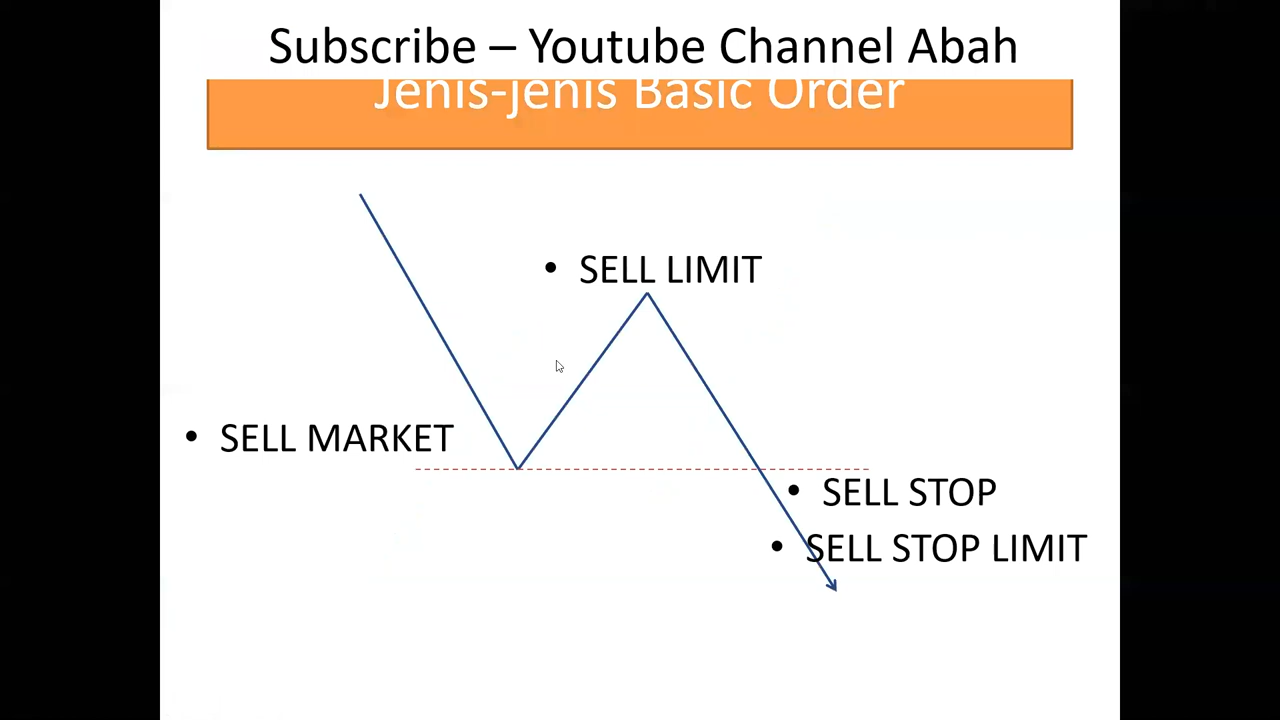 Subscribe – Youtube Channel Abah
Jenis-jenis Basic Order
• SELL LIMIT
• SELL MARKET
• SELL STOP
• SELL STOP LIMIT